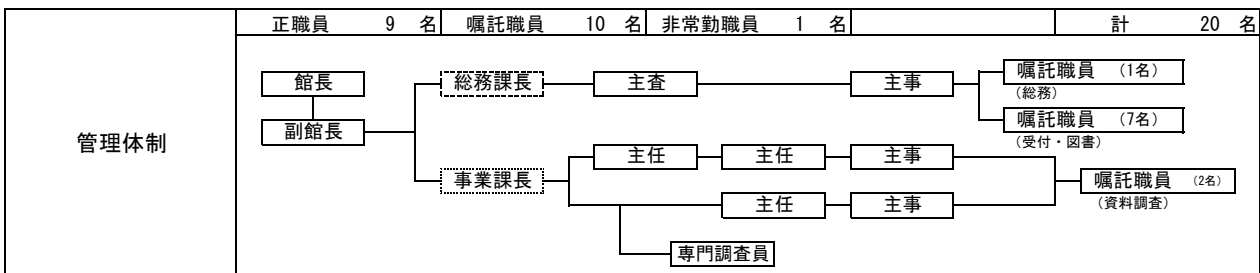 正職員 9 名 嘱託職員 10 名 非常勤職員 1 名 計 20 名
管理体制
館長
副館長
総務課長 主査 主事 嘱託職員 (1名)
(総務)
嘱託職員 (7名)
(受付・図書)
事業課長
主任 主任 主事
主任 主事
嘱託職員 (2名)
(資料調査)
専門調査員